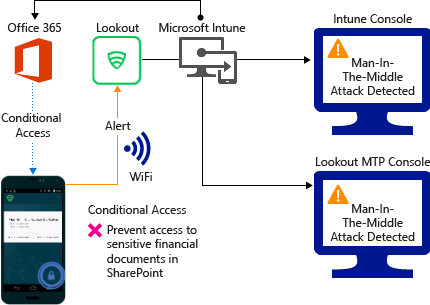 Office 365
Lookout
Microsoft Intune
Intune Console
Man-In-
The-Middle
Attack Detected
Conditional
Access
Alert
WiFi
Lookout MTP Console
Man-In-
The-Middle
Attack Detected
Conditional Access
Prevent access to
sensitive financial
documents in
SharePoint